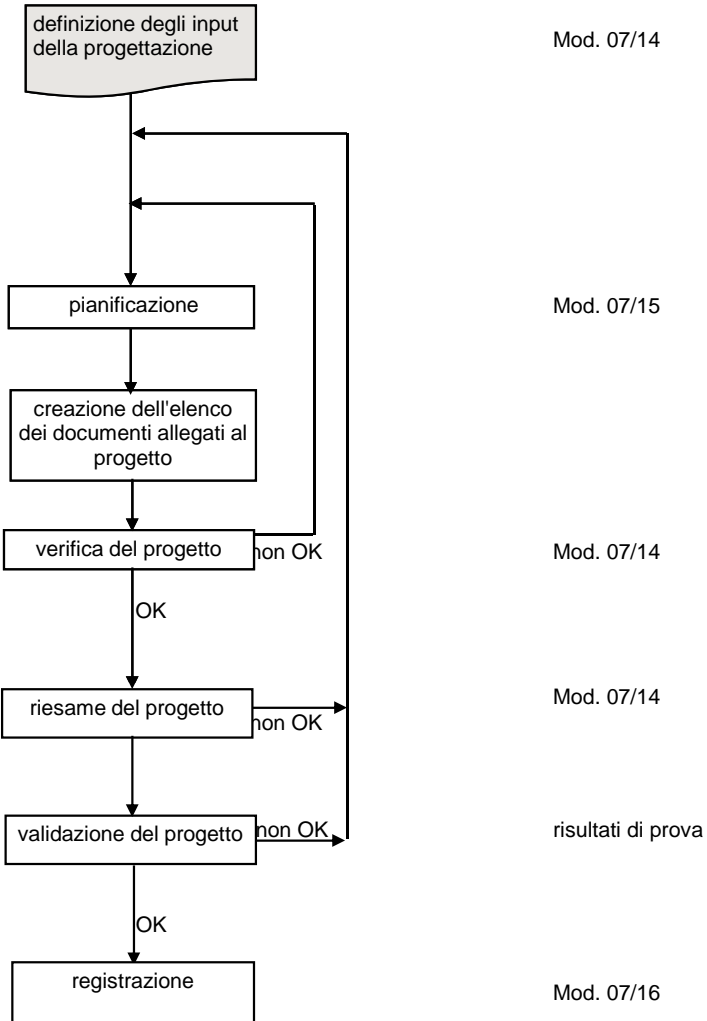 definizione degli input
della progettazione
Mod. 07/14
pianificazione
Mod. 07/15
creazione dell'elenco
dei documenti allegati al
progetto
verifica del progetto
non OK
Mod. 07/14
OK
riesame del progetto
non OK
Mod. 07/14
validazione del progetto
non OK
risultati di prova
OK
registrazione
Mod. 07/16